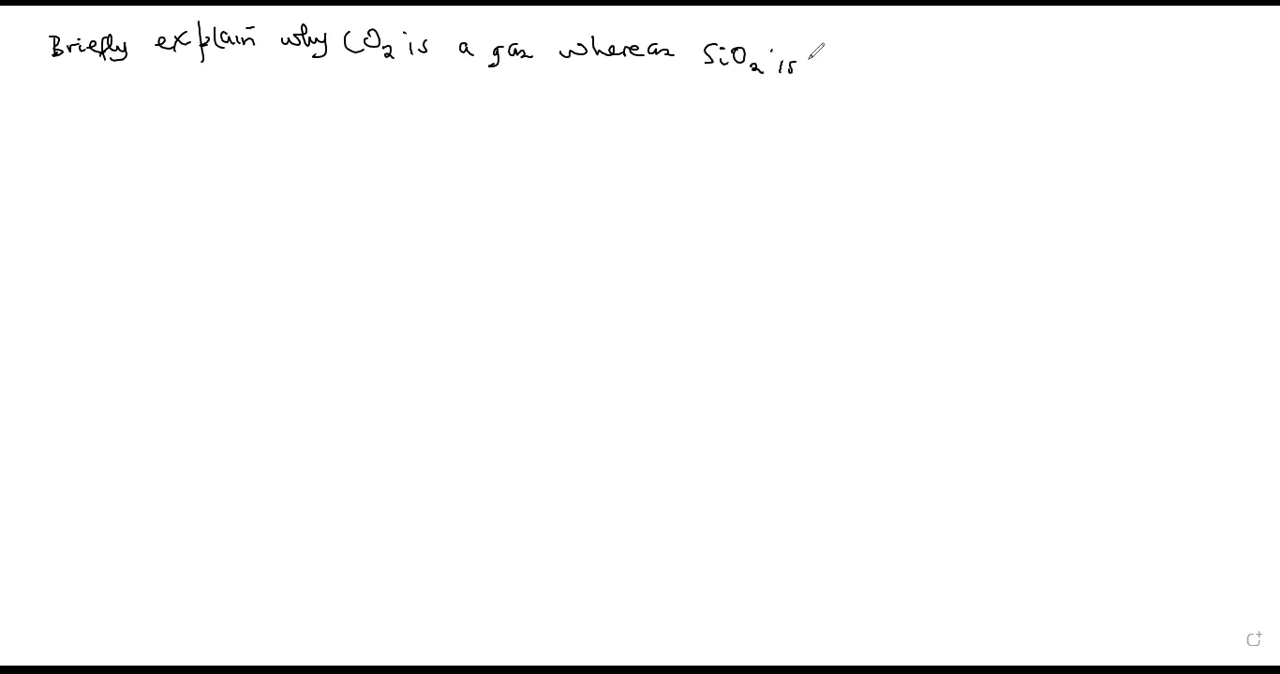 Briefly explain why CO₂ is a gas whereas SiO₂ is